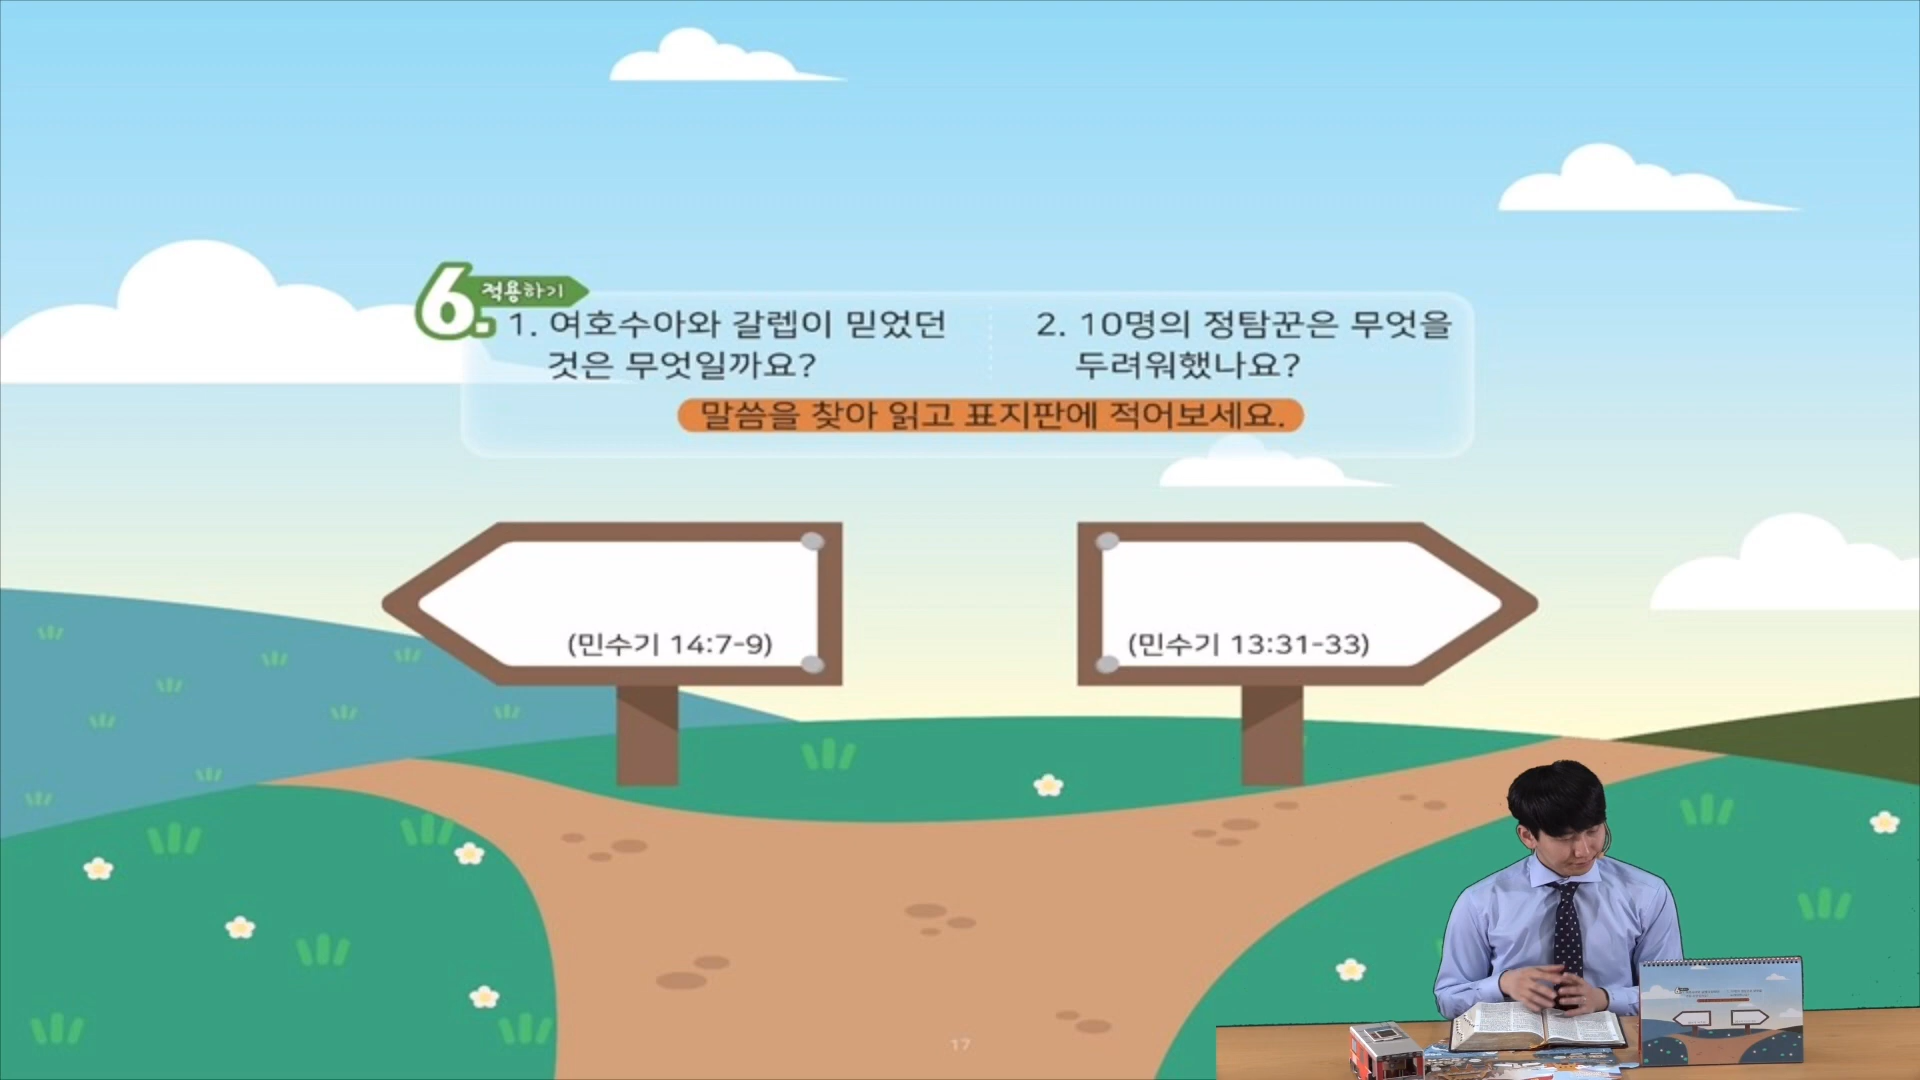 6. 적용하기
1. 여호수아와 갈렙이 믿었던
것은 무엇일까요?
2. 10명의 정탐꾼은 무엇을
두려워했나요?
말씀을 찾아 읽고 표지판에 적어보세요.
(민수기 14:7-9)
(민수기 13:31-33)
17